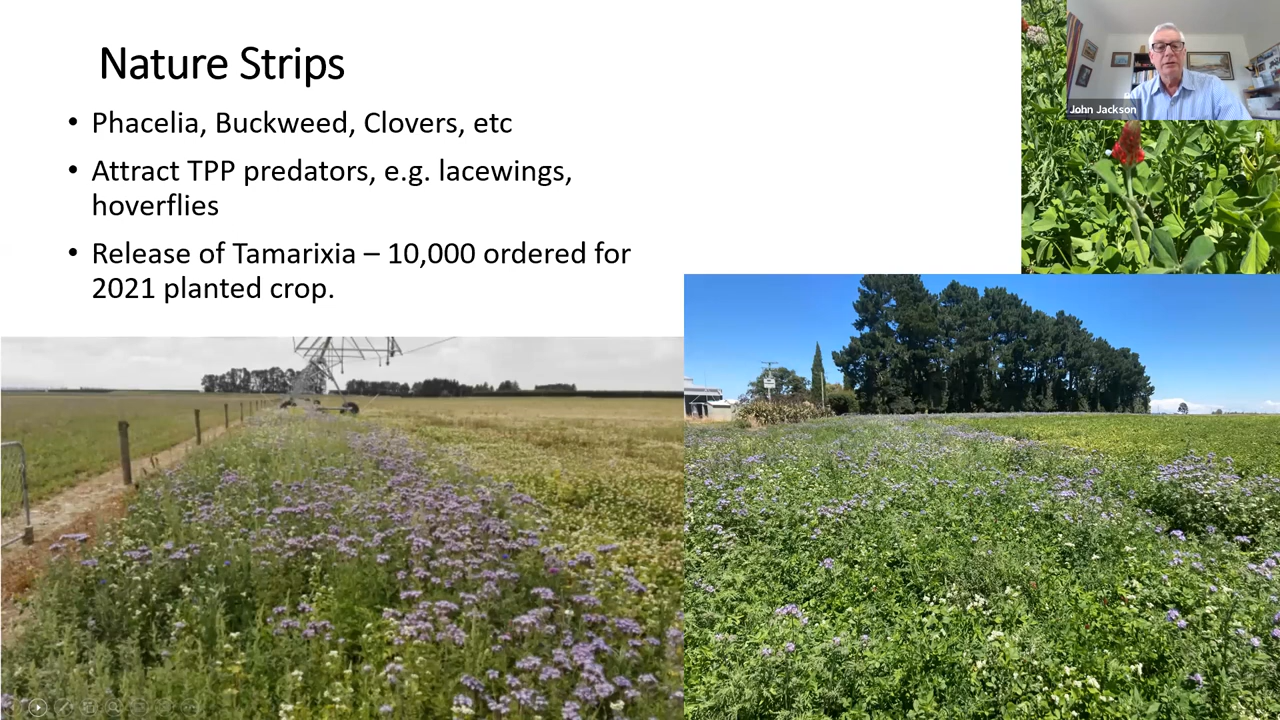 Nature Strips
• Phacelia, Buckweed, Clovers, etc
• Attract TPP predators, e.g. lacewings,
hoverflies
• Release of Tamarixia – 10,000 ordered for
2021 planted crop.
John Jackson